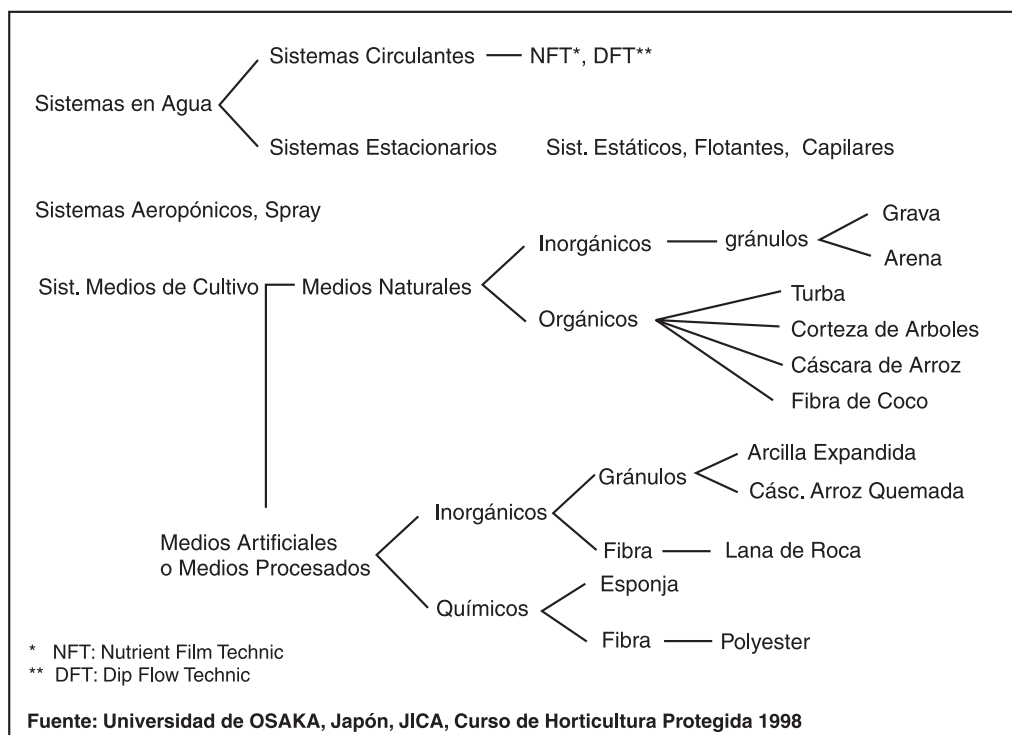 Sistemas Circulantes NFT*, DFT**
Sistemas en Agua
Sistemas Estacionarios Sist. Estáticos, Flotantes, Capilares
Sistemas Aeropónicos, Spray
Grava
Inorgánicos gránulos
Arena
Sist. Medios de Cultivo Medios Naturales
Turba
Orgánicos
Corteza de Arboles
Cáscara de Arroz
Fibra de Coco
Arcilla Expandida
Gránulos
Cásc. Arroz Quemada
Inorgánicos
Medios Artificiales
o Medios Procesados
Fibra Lana de Roca
Esponja
Químicos
Fibra Polyester
* NFT: Nutrient Film Technic
** DFT: Dip Flow Technic
Fuente: Universidad de OSAKA, Japón, JICA, Curso de Horticultura Protegida 1998